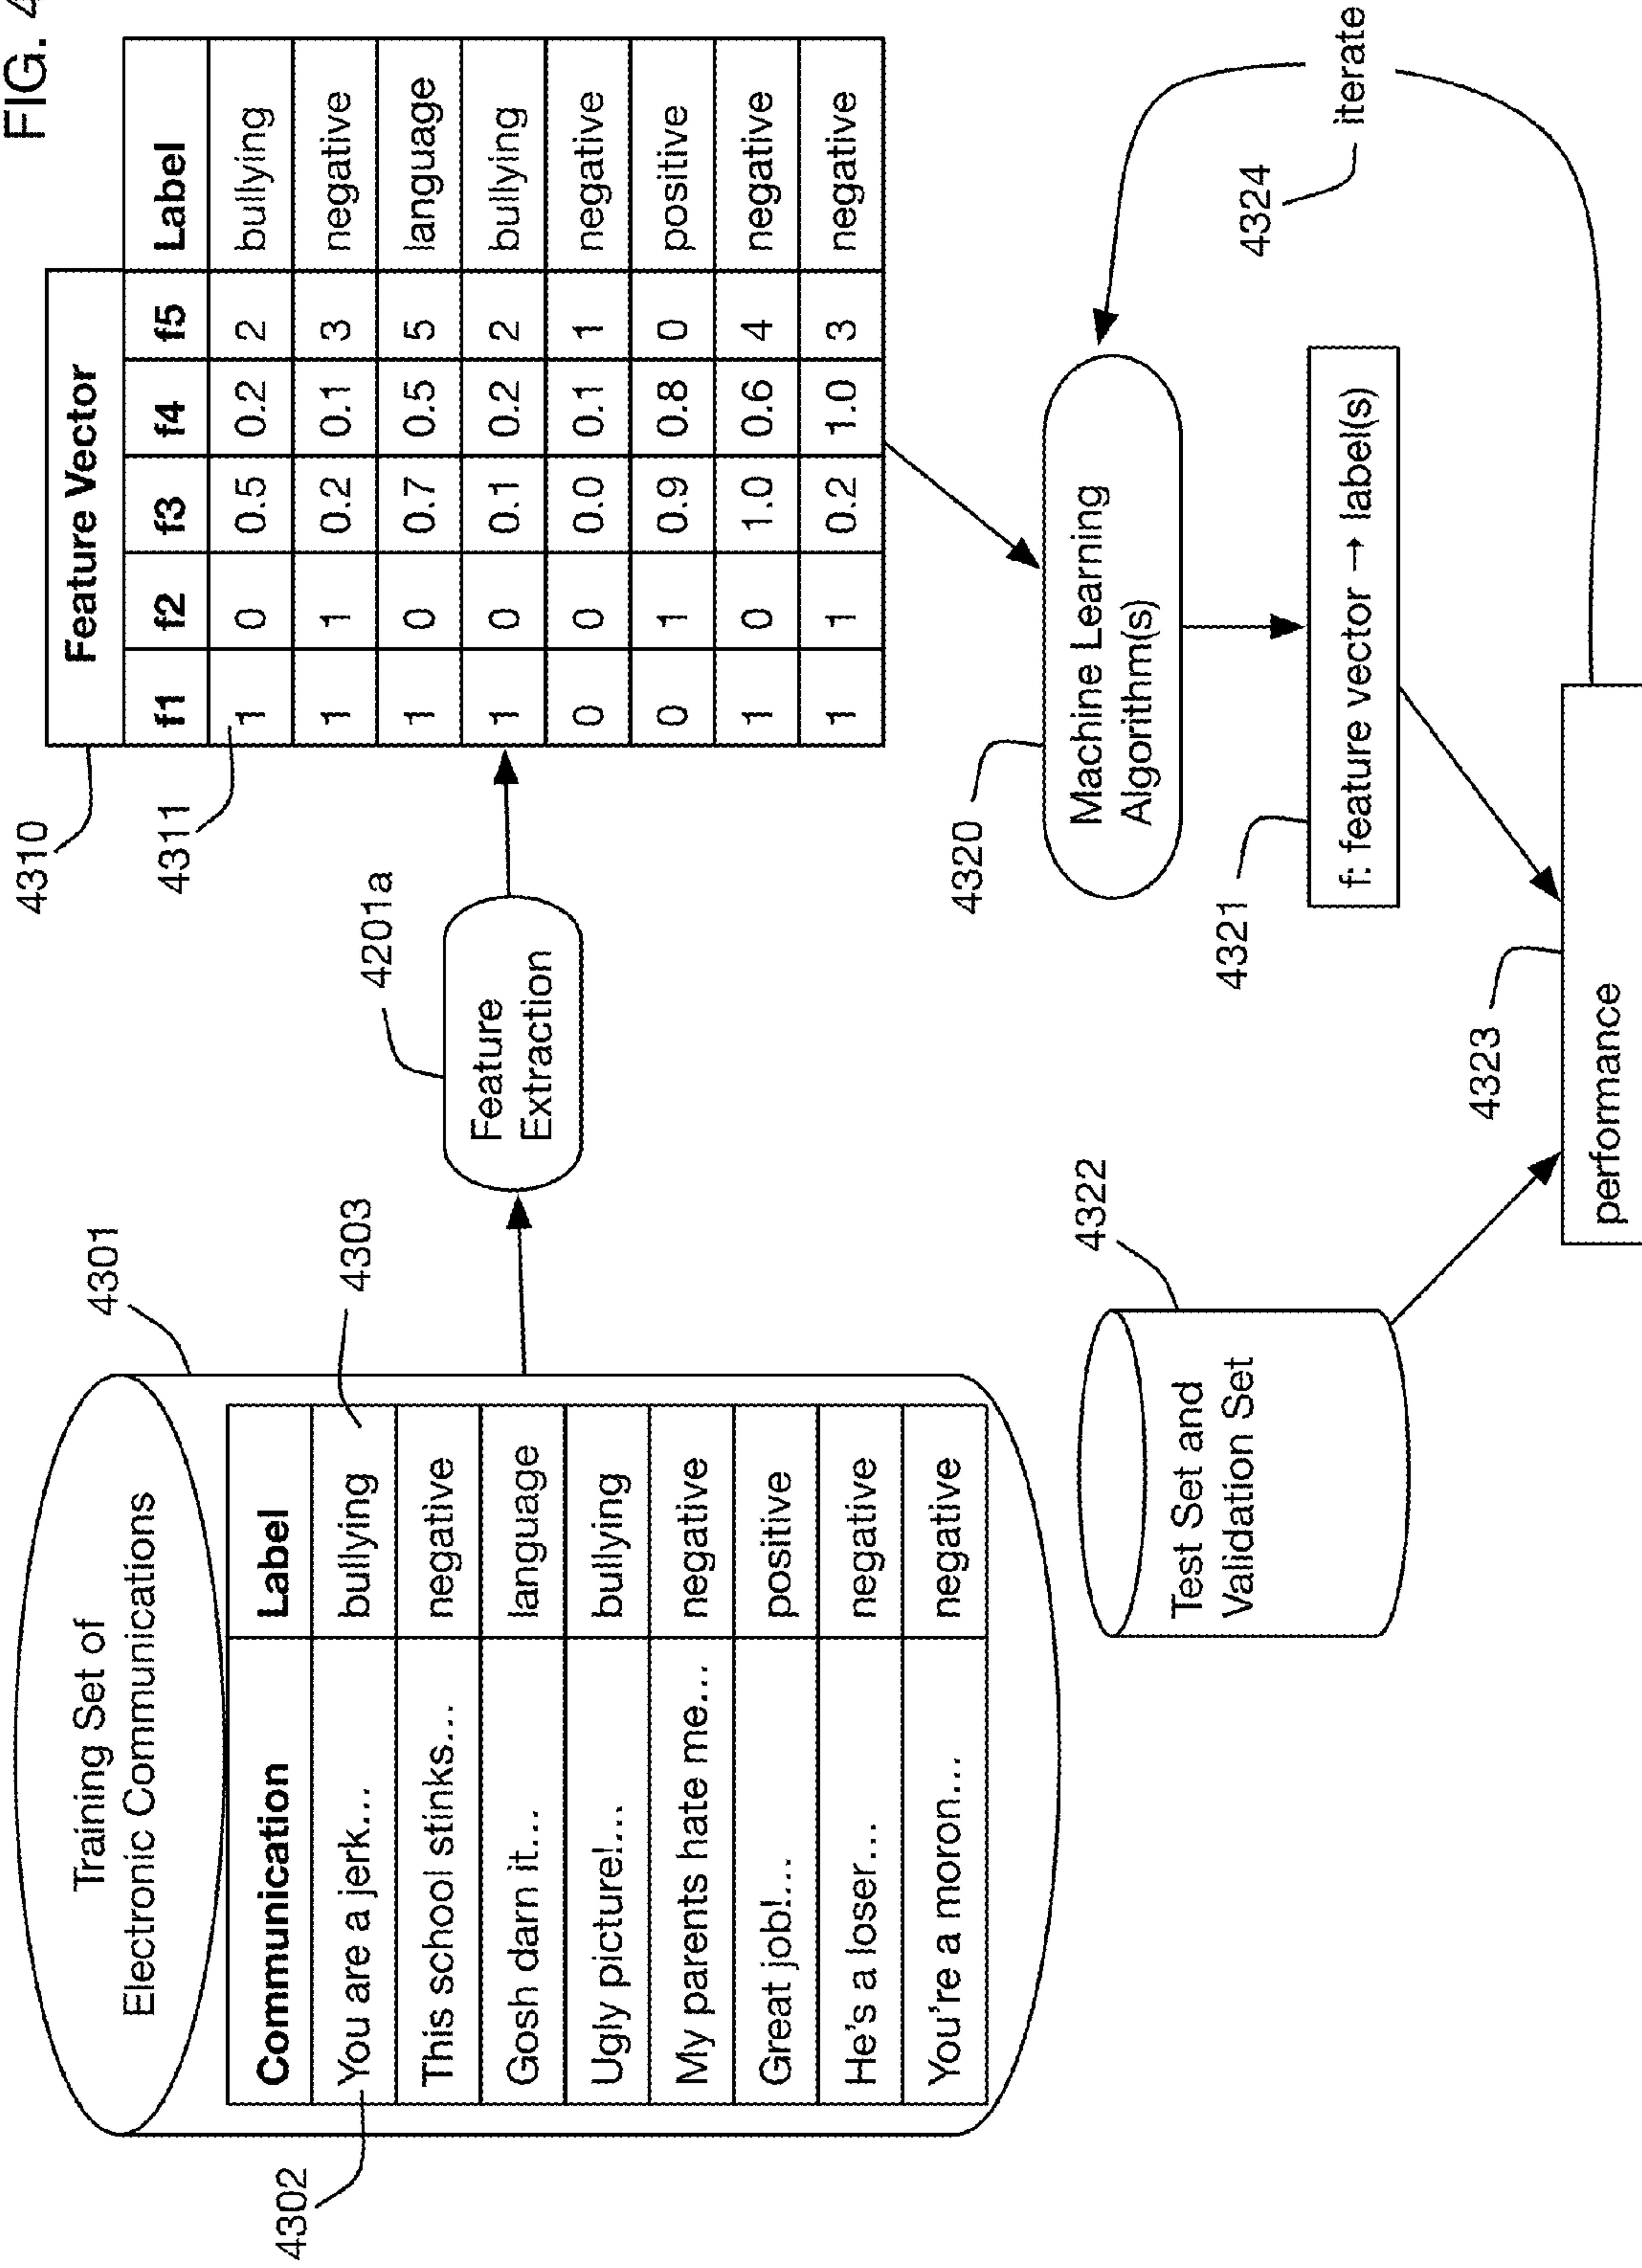 FIG. 4
4301
Training Set of
Electronic Communications
Communication Label
You are a jerk... bullying
This school stinks... negative
Gosh darn it... language
Ugly picture!... bullying
My parents hate me... negative
Great job!... positive
He's a loser... negative
You're a moron... negative
4302
4303
4201a
Feature
Extraction
4310
4311
Feature Vector
f1 f2 f3 f4 f5 Label
1 0 0.5 0.2 2 bullying
1 1 0.2 0.1 3 negative
1 0 0.7 0.5 5 language
1 0 0.1 0.2 2 bullying
0 0 0.0 0.1 1 negative
0 1 0.9 0.8 0 positive
1 0 1.0 0.6 4 negative
1 1 0.2 1.0 3 negative
4320
Machine Learning
Algorithm(s)
4321
f: feature vector → label(s)
4322
Test Set and
Validation Set
4323
performance
4324
iterate